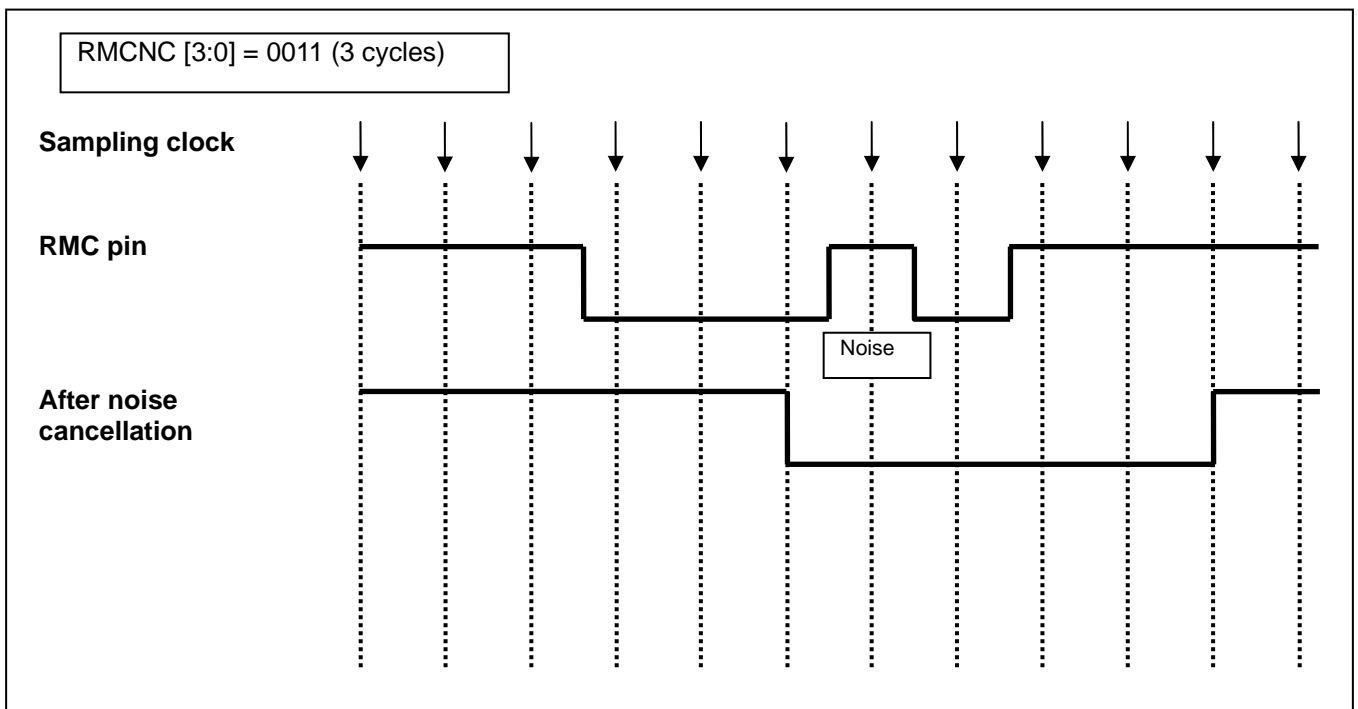 RMCNC [3:0] = 0011 (3 cycles)
Sampling clock
RMC pin
Noise
After noise
cancellation